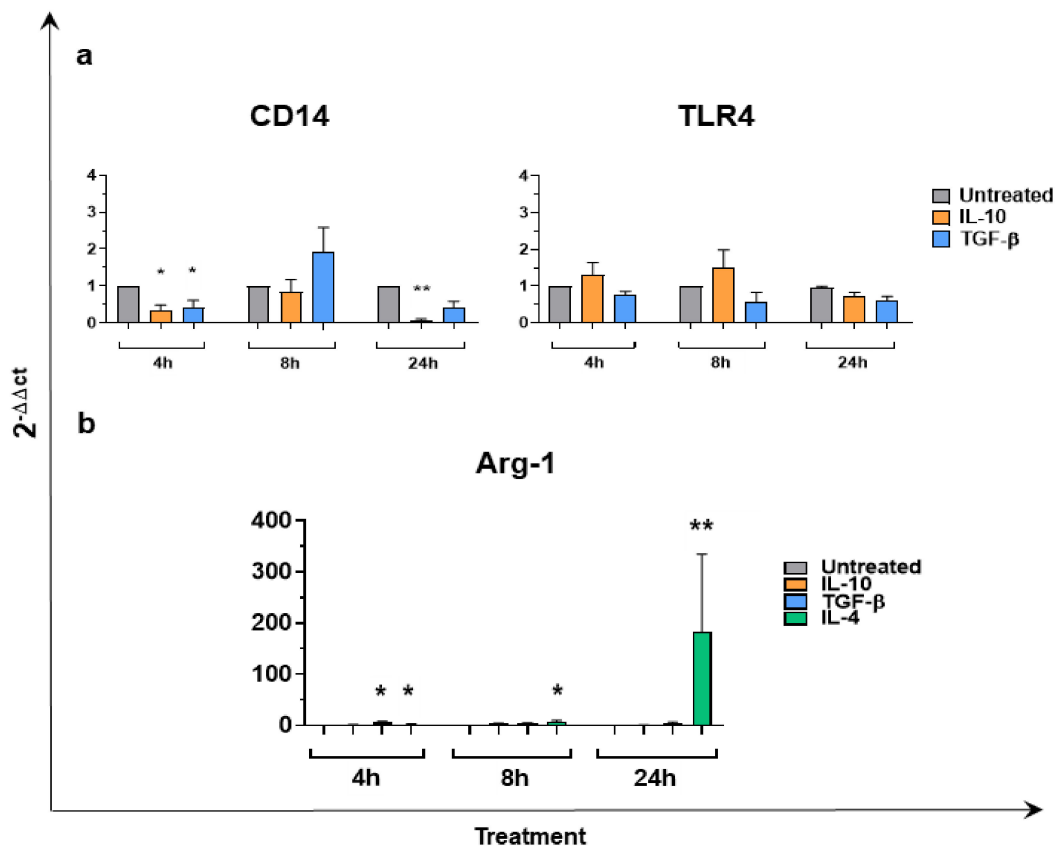 a
CD14
TLR4
4
3
2
1
0
* * **
4h 8h 24h
4
3
2
1
0
4h 8h 24h
Untreated
IL-10
TGF-β
2-ΔΔct
b
Arg-1
400
300
200
100
0
* * * **
4h 8h 24h
Untreated
IL-10
TGF-β
IL-4
Treatment